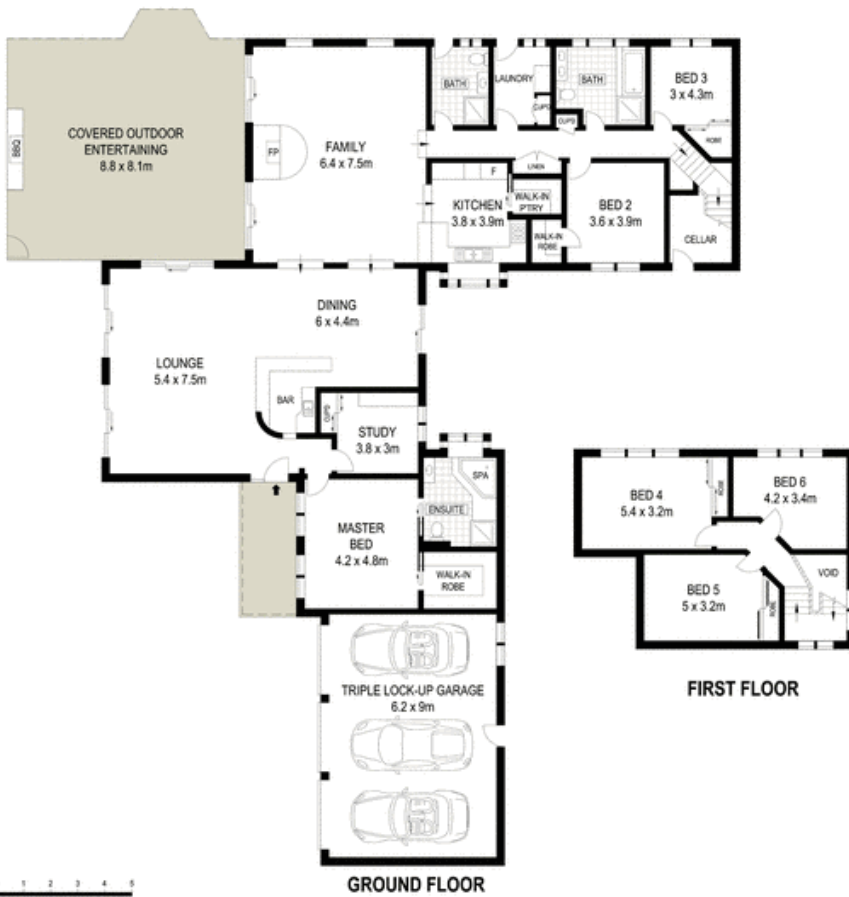 COVERED OUTDOOR
ENTERTAINING
8.8 x 8.1m
BBQ
FP
FAMILY
6.4 x 7.5m
BATH
LAUNDRY
CUPD
BATH
CUPD
BED 3
3 x 4.3m
ROBE
LINEN
F
KITCHEN
3.8 x 3.9m
WALK-IN
P'TRY
WALK-IN
ROBE
BED 2
3.6 x 3.9m
CELLAR
DINING
6 x 4.4m
LOUNGE
5.4 x 7.5m
BAR
CUPD
STUDY
3.8 x 3m
SPA
ENSUITE
MASTER
BED
4.2 x 4.8m
WALK-IN
ROBE
TRIPLE LOCK-UP GARAGE
6.2 x 9m
GROUND FLOOR
BED 4
5.4 x 3.2m
ROBE
BED 6
4.2 x 3.4m
BED 5
5 x 3.2m
ROBE
VOID
FIRST FLOOR
1 2 3 4 5